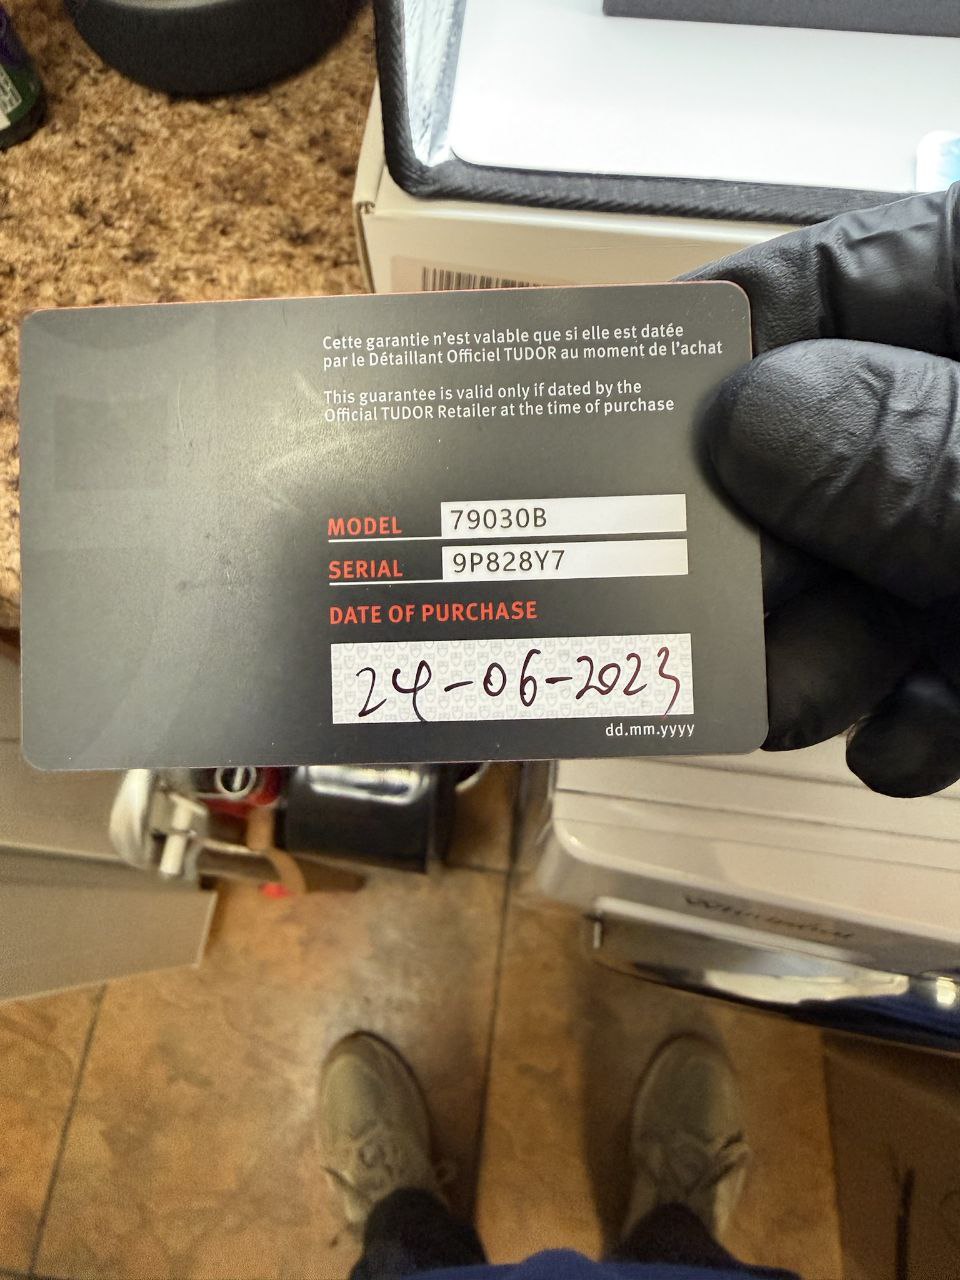 Cette garantie n'est valable que si elle est datée
par le Détaillant Officiel TUDOR au moment de l'achat
This guarantee is valid only if dated by the
Official TUDOR Retailer at the time of purchase
MODEL 79030B
SERIAL 9P828Y7
DATE OF PURCHASE
24-06-2023
dd.mm.yyyy